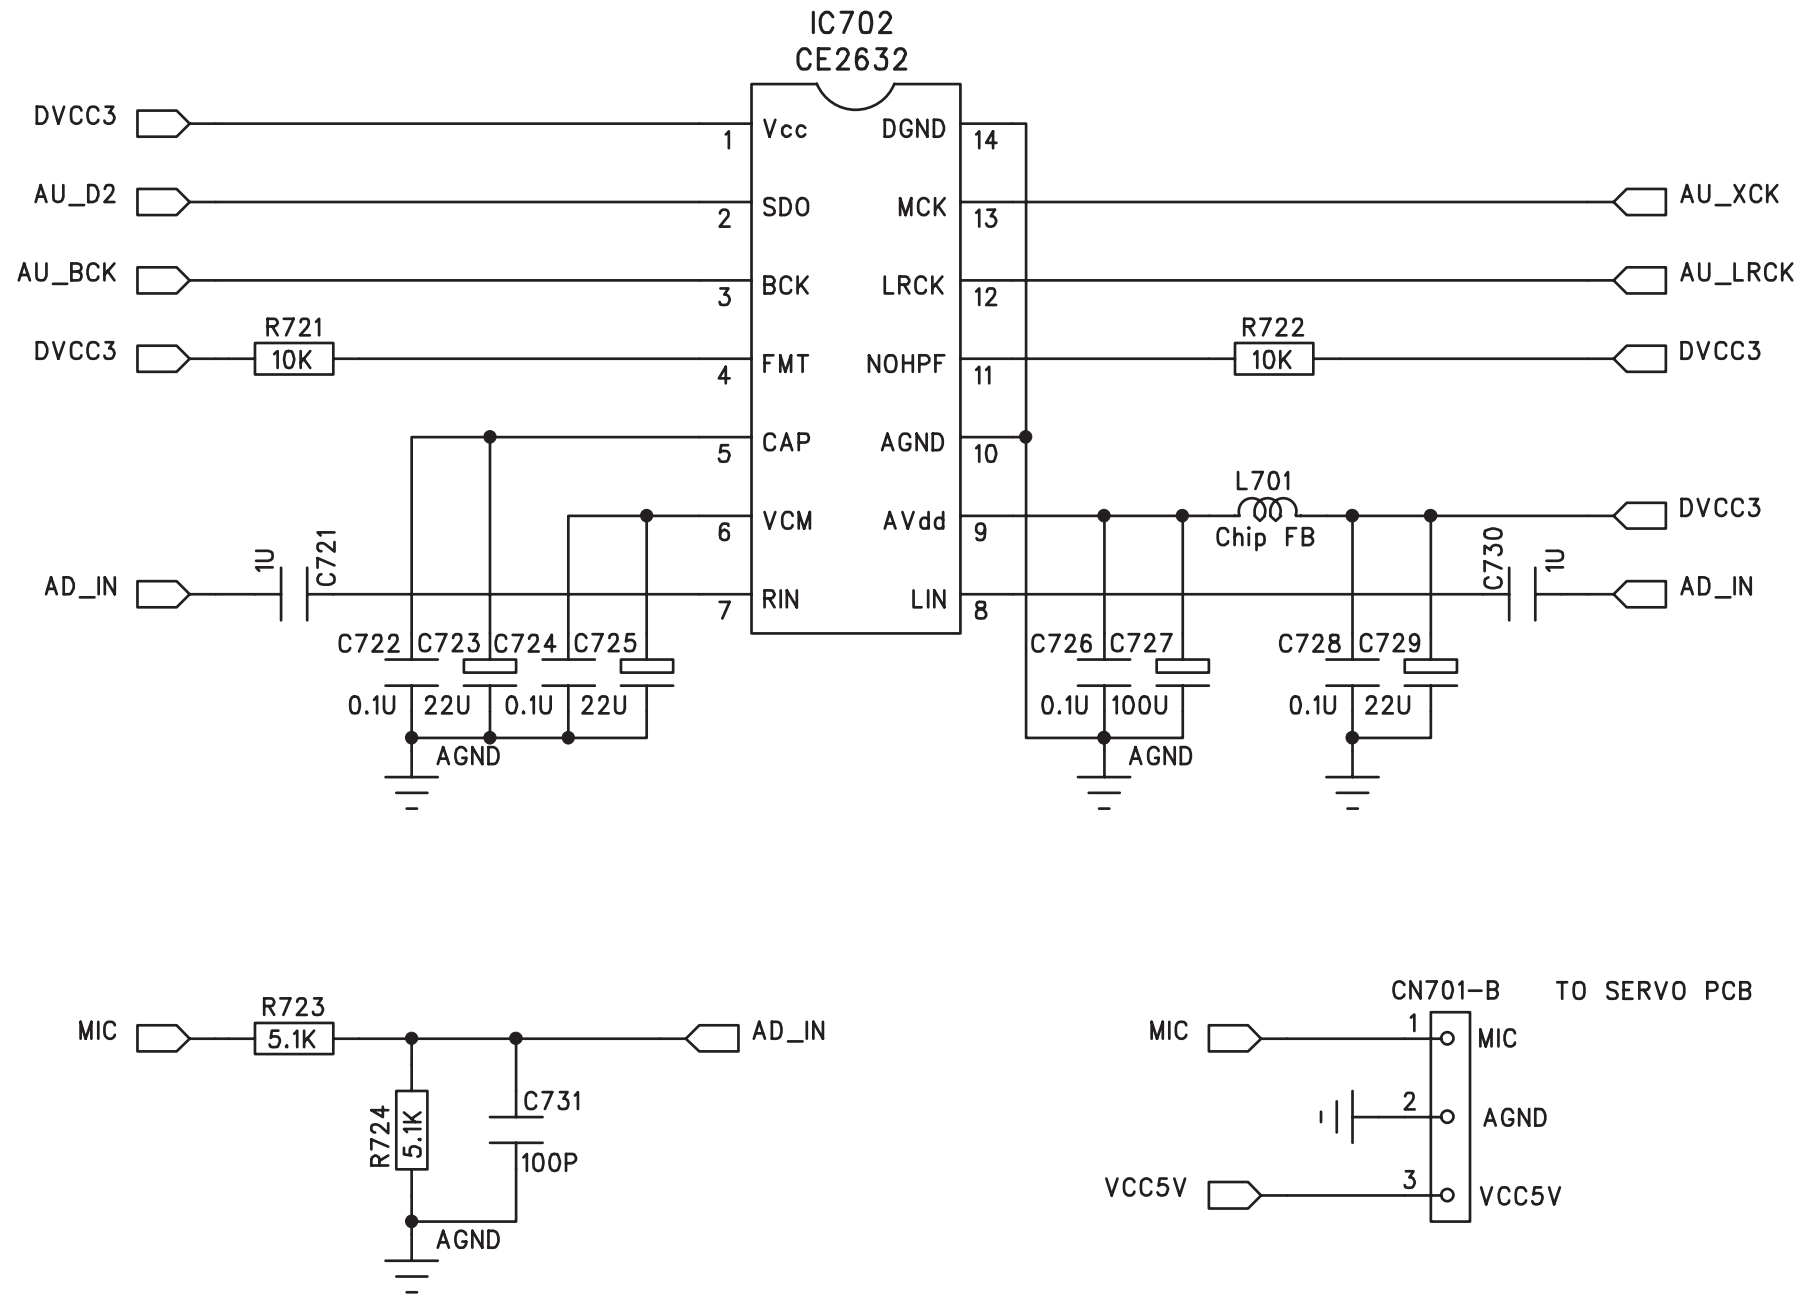 IC702
CE2632
DVCC3
1
Vcc
DGND
14
AU_D2
2
SDO
MCK
13
AU_XCK
AU_BCK
3
BCK
LRCK
12
AU_LRCK
DVCC3
R721
10K
4
FMT
NOHPF
11
R722
10K
DVCC3
5
CAP
AGND
10
6
VCM
AVdd
9
L701
Chip FB
DVCC3
AD_IN
1U
C721
7
RIN
LIN
8
C730
1U
AD_IN
C722 C723 C724 C725
0.1U 22U 0.1U 22U
AGND
C726 C727
0.1U 100U
AGND
C728 C729
0.1U 22U
MIC
R723
5.1K
AD_IN
R724
5.1K
C731
100P
AGND
CN701-B TO SERVO PCB
MIC
1
MIC
2
AGND
VCC5V
3
VCC5V